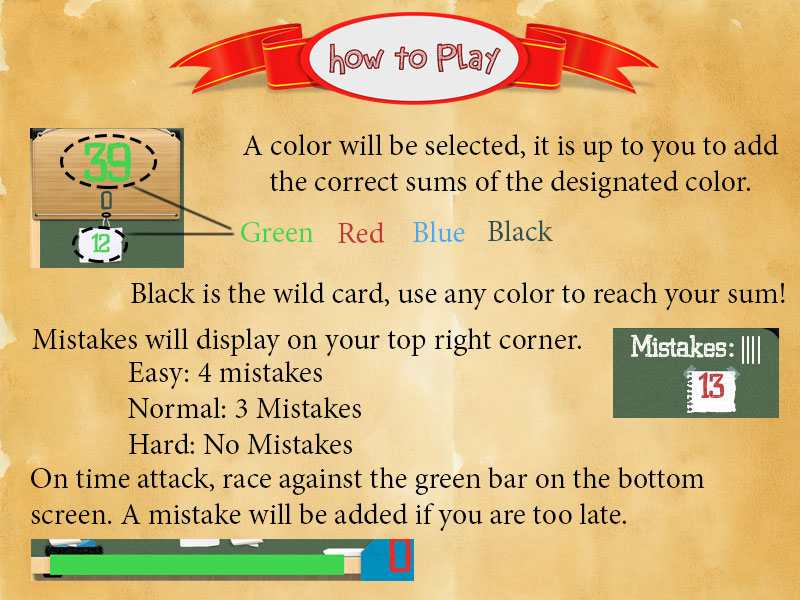 how to Play
39
0
12
A color will be selected, it is up to you to add
the correct sums of the designated color.
Green Red Blue Black
Black is the wild card, use any color to reach your sum!
Mistakes will display on your top right corner.
Easy: 4 mistakes
Normal: 3 Mistakes
Hard: No Mistakes
Mistakes: ||||
13
On time attack, race against the green bar on the bottom
screen. A mistake will be added if you are too late.
0